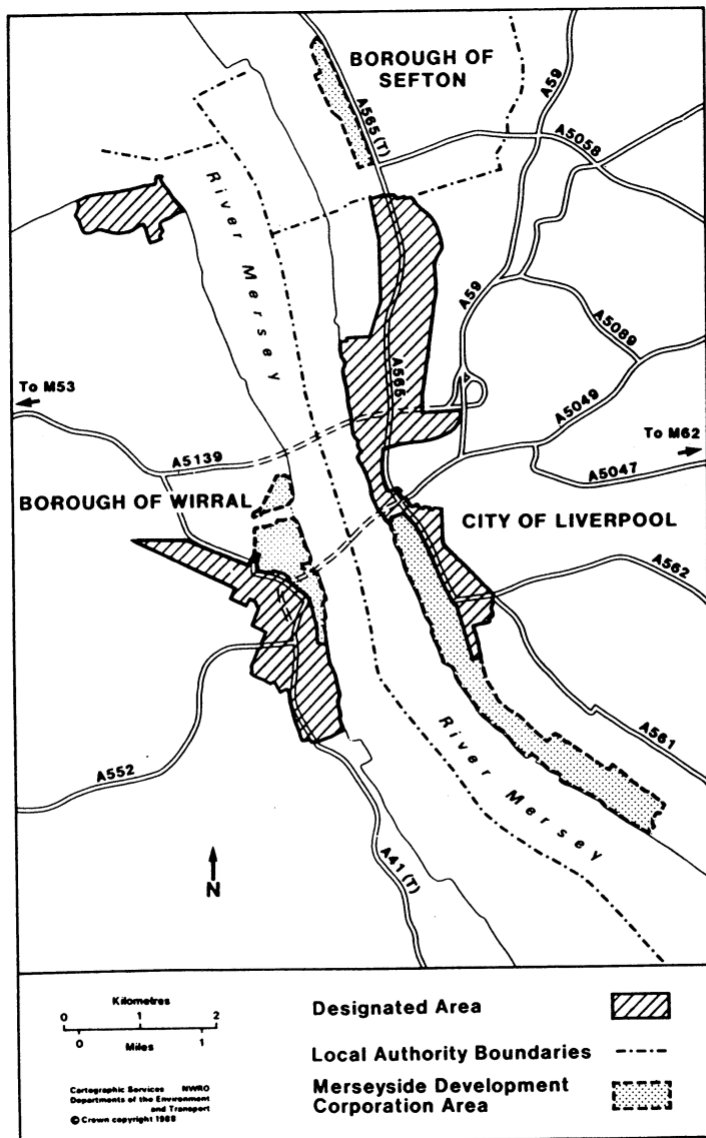 BOROUGH OF
SEFTON
A59
A565(T)
A5058
River Mersey
A59
A5089
A565
To M53
A5049
To M62
A5139
A5047
BOROUGH OF WIRRAL
CITY OF LIVERPOOL
A562
A561
River Mersey
A552
A41(T)
N
Kilometres
0 1 2
0 1
Miles
Cartographic Services NWRO
Departments of the Environment
and Transport
© Crown copyright 1988
Designated Area
Local Authority Boundaries
Merseyside Development
Corporation Area